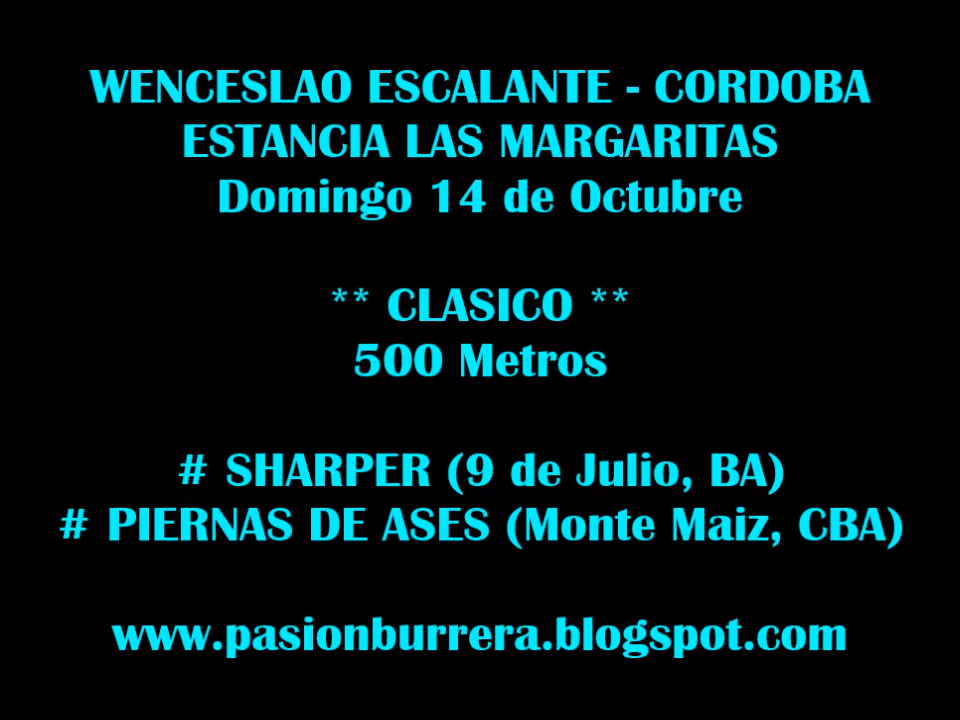 WENCESLAO ESCALANTE - CORDOBA
ESTANCIA LAS MARGARITAS
Domingo 14 de Octubre
** CLASICO **
500 Metros
# SHARPER (9 de Julio, BA)
# PIERNAS DE ASES (Monte Maiz, CBA)
www.pasionburrera.blogspot.com